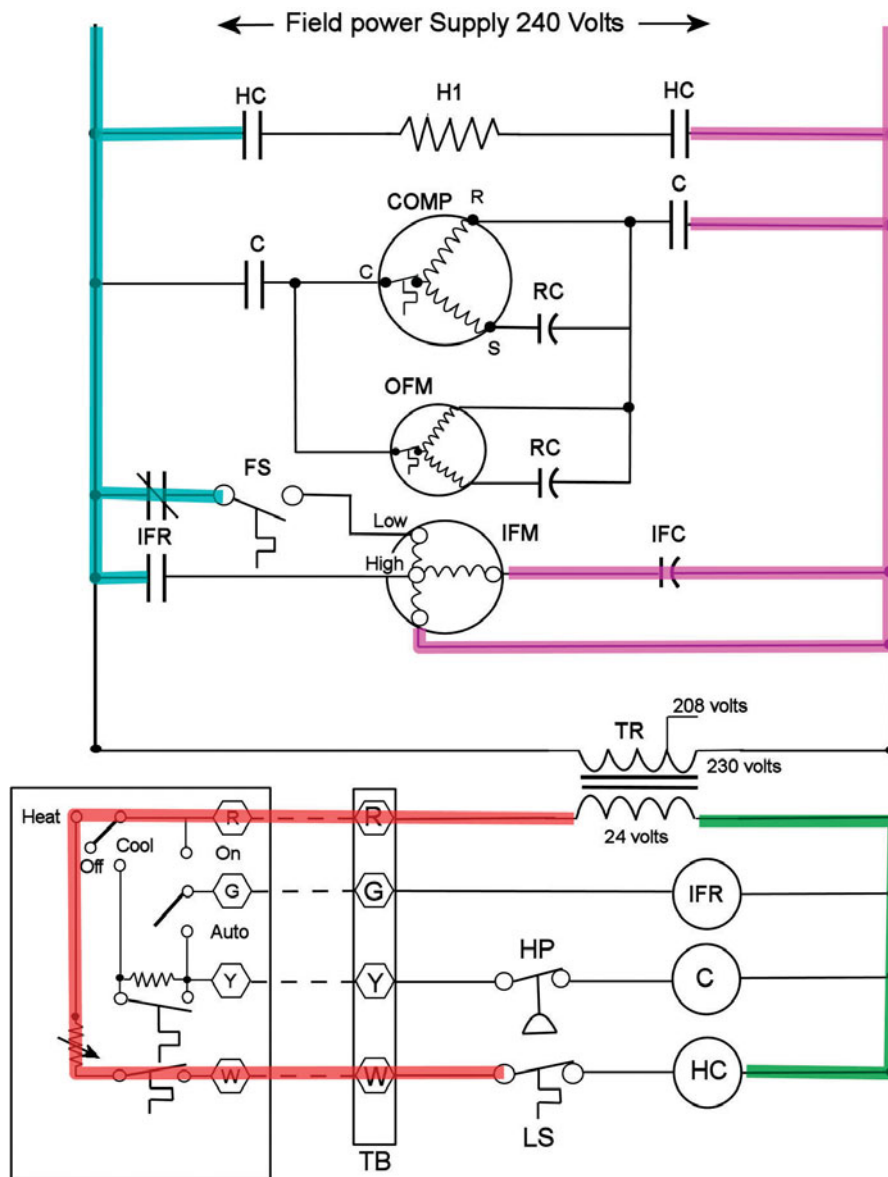 Field power Supply 240 Volts
HC H1 HC
COMP R C
C C
RC
S
OFM
RC
FS
Low IFM IFC
IFR High
208 volts
TR
230 volts
Heat R R
Cool 24 volts
Off On
G G IFR
Auto
HP
Y Y C
W W HC
LS
TB